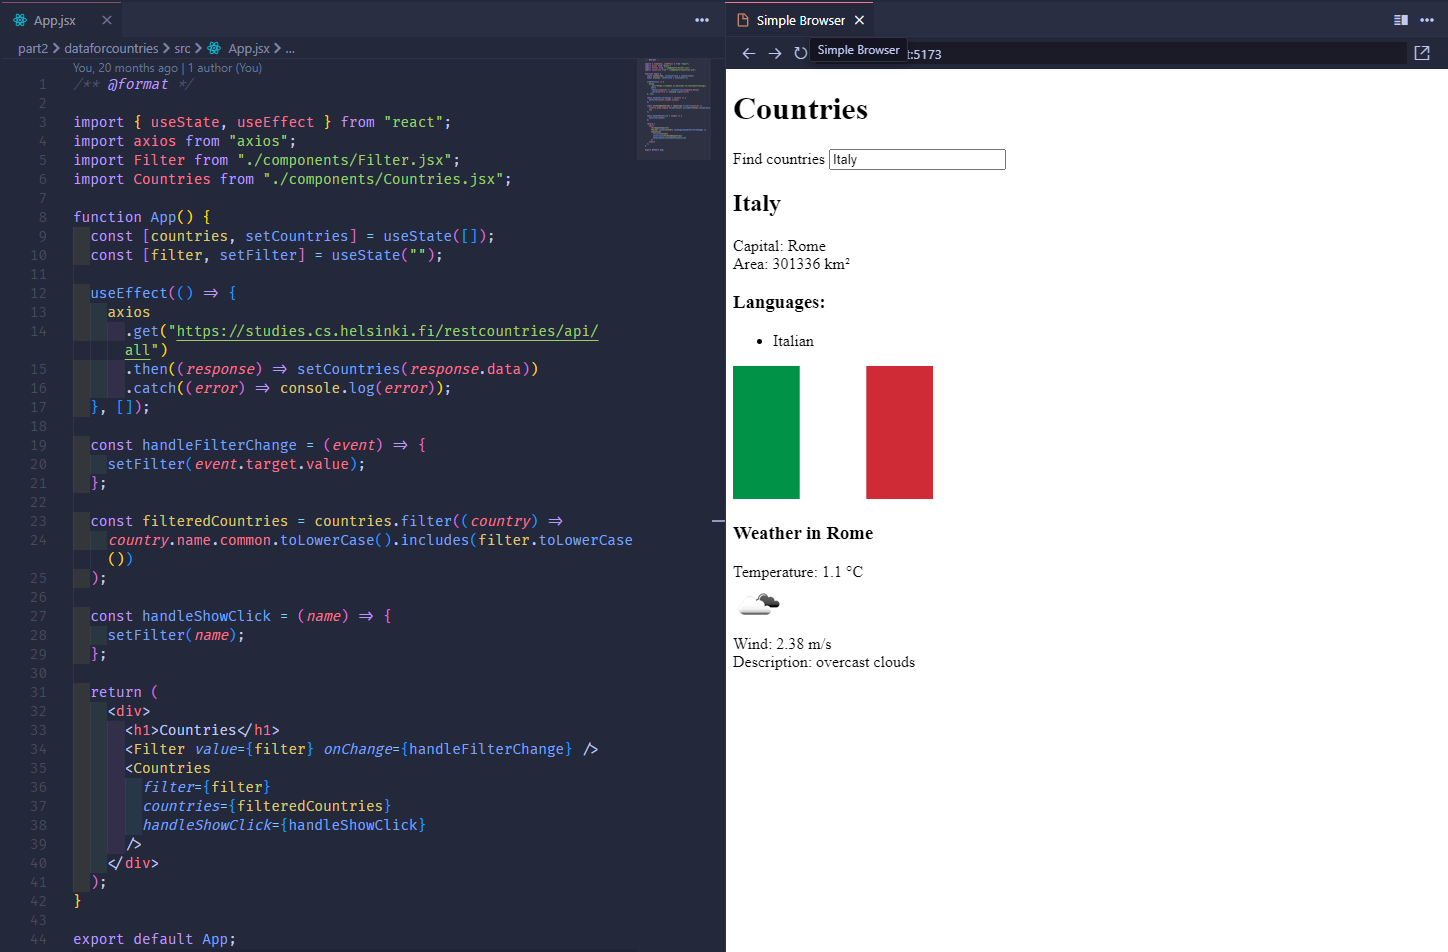 App.jsx
part2 > dataforcountries > src > App.jsx > ...
You, 20 months ago | 1 author (You)
1 /** @format */
2
3 import { useState, useEffect } from "react";
4 import axios from "axios";
5 import Filter from "./components/Filter.jsx";
6 import Countries from "./components/Countries.jsx";
7
8 function App() {
9 const [countries, setCountries] = useState([]);
10 const [filter, setFilter] = useState("");
11
12 useEffect(() => {
13 axios
14 .get("https://studies.cs.helsinki.fi/restcountries/api/
all")
15 .then((response) => setCountries(response.data))
16 .catch((error) => console.log(error));
17 }, []);
18
19 const handleFilterChange = (event) => {
20 setFilter(event.target.value);
21 };
22
23 const filteredCountries = countries.filter((country) =>
24 country.name.common.toLowerCase().includes(filter.toLowerCase
())
25 );
26
27 const handleShowClick = (name) => {
28 setFilter(name);
29 };
30
31 return (
32 <div>
33 <h1>Countries</h1>
34 <Filter value={filter} onChange={handleFilterChange} />
35 <Countries
36 filter={filter}
37 countries={filteredCountries}
38 handleShowClick={handleShowClick}
39 />
40 </div>
41 );
42 }
43
44 export default App;
Simple Browser
Simple Browser
t:5173
Countries
Find countries Italy
Italy
Capital: Rome
Area: 301336 km²
Languages:
• Italian
Weather in Rome
Temperature: 1.1 °C
Wind: 2.38 m/s
Description: overcast clouds